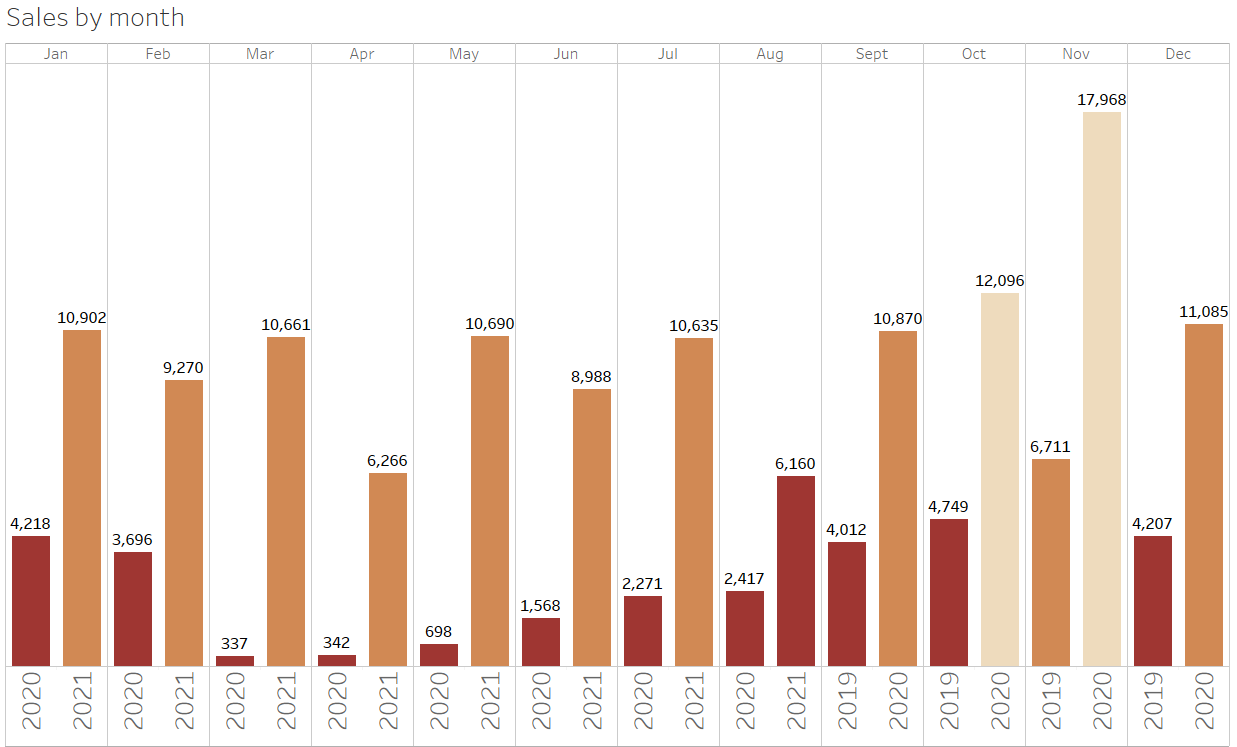 Sales by month
Jan Feb Mar Apr May Jun Jul Aug Sept Oct Nov Dec
17,968
12,096
10,902 10,661 10,690 10,635 10,870 11,085
9,270 8,988
6,266 6,160 6,711
4,218 3,696 4,012 4,749 4,207
337 342 698 1,568 2,271 2,417
2020 2021 2020 2021 2020 2021 2020 2021 2020 2021 2020 2021 2020 2021 2020 2021 2019 2020 2019 2020 2019 2020 2019 2020